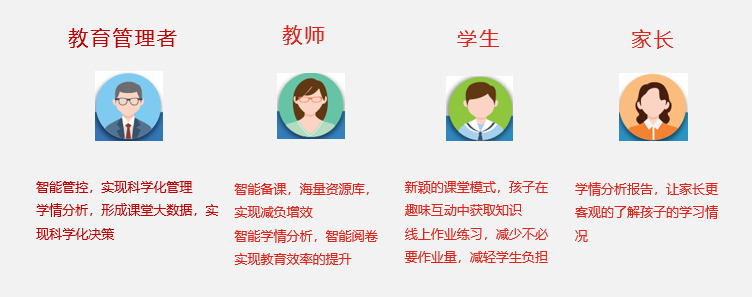 教育管理者
教师
学生
家长
智能管控，实现科学化管理
学情分析，形成课堂大数据，实
现科学化决策
智能备课，海量资源库，
实现减负增效
智能学情分析，智能阅卷
实现教育效率的提升
新颖的课堂模式，孩子在
趣味互动中获取知识
线上作业练习，减少不必
要作业量，减轻学生负担
学情分析报告，让家长更
客观的了解孩子的学习情
况